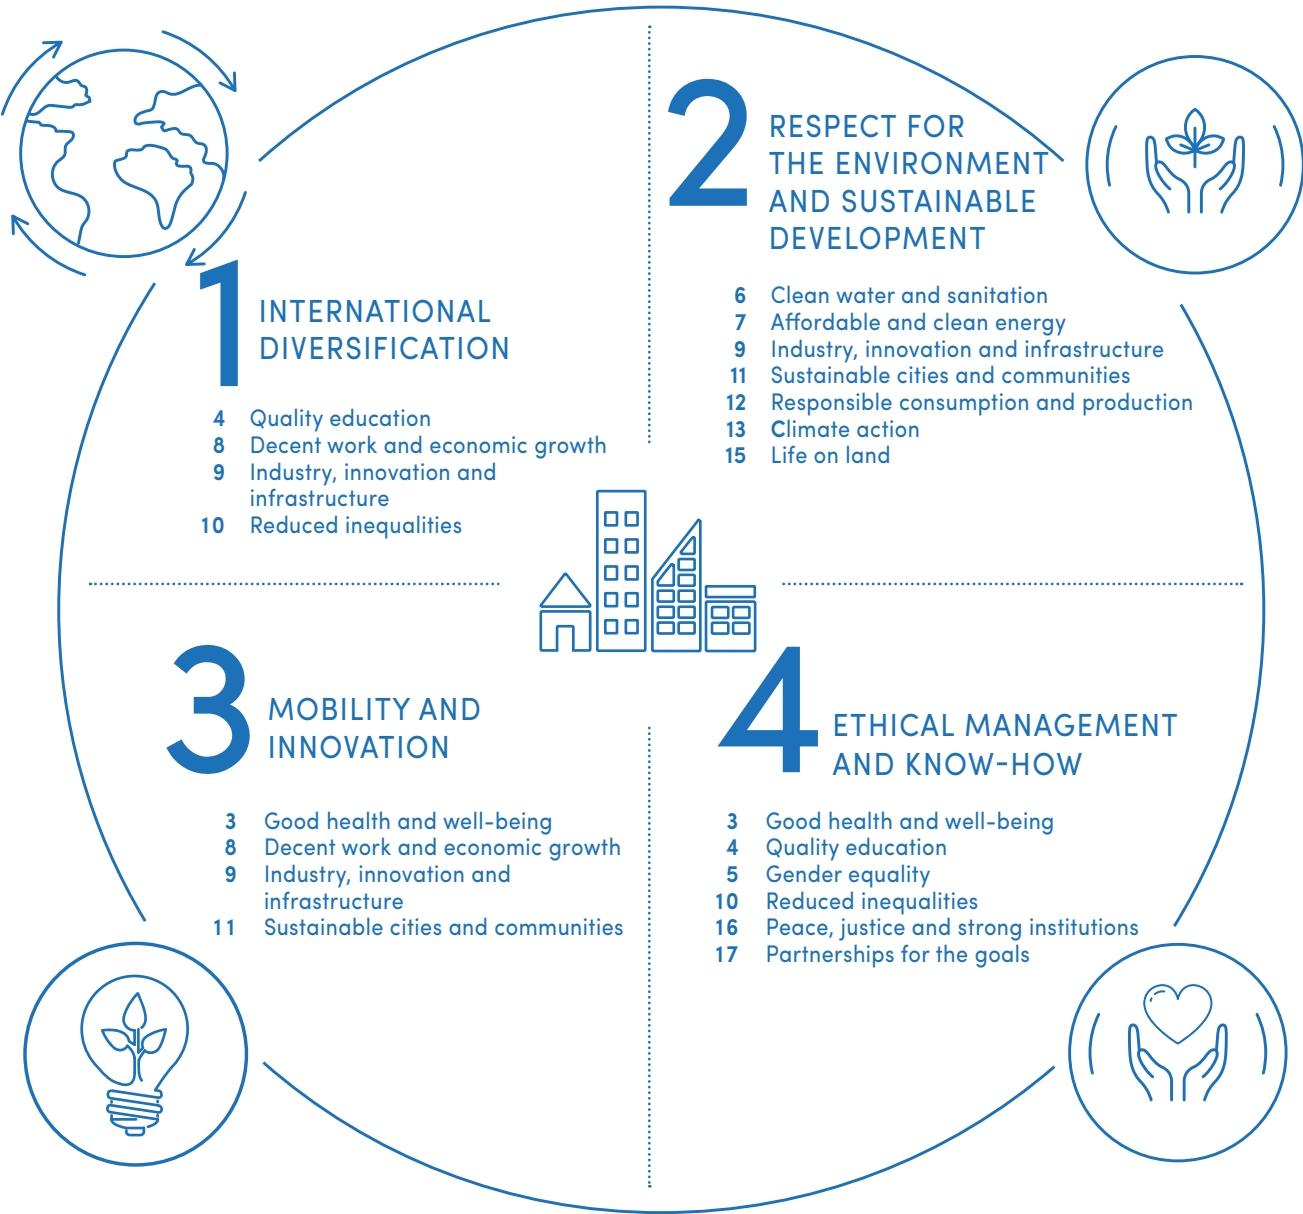 1
INTERNATIONAL
DIVERSIFICATION
4 Quality education
8 Decent work and economic growth
9 Industry, innovation and
infrastructure
10 Reduced inequalities
2
RESPECT FOR
THE ENVIRONMENT
AND SUSTAINABLE
DEVELOPMENT
6 Clean water and sanitation
7 Affordable and clean energy
9 Industry, innovation and infrastructure
11 Sustainable cities and communities
12 Responsible consumption and production
13 Climate action
15 Life on land
3
MOBILITY AND
INNOVATION
3 Good health and well-being
8 Decent work and economic growth
9 Industry, innovation and
infrastructure
11 Sustainable cities and communities
4
ETHICAL MANAGEMENT
AND KNOW-HOW
3 Good health and well-being
4 Quality education
5 Gender equality
10 Reduced inequalities
16 Peace, justice and strong institutions
17 Partnerships for the goals